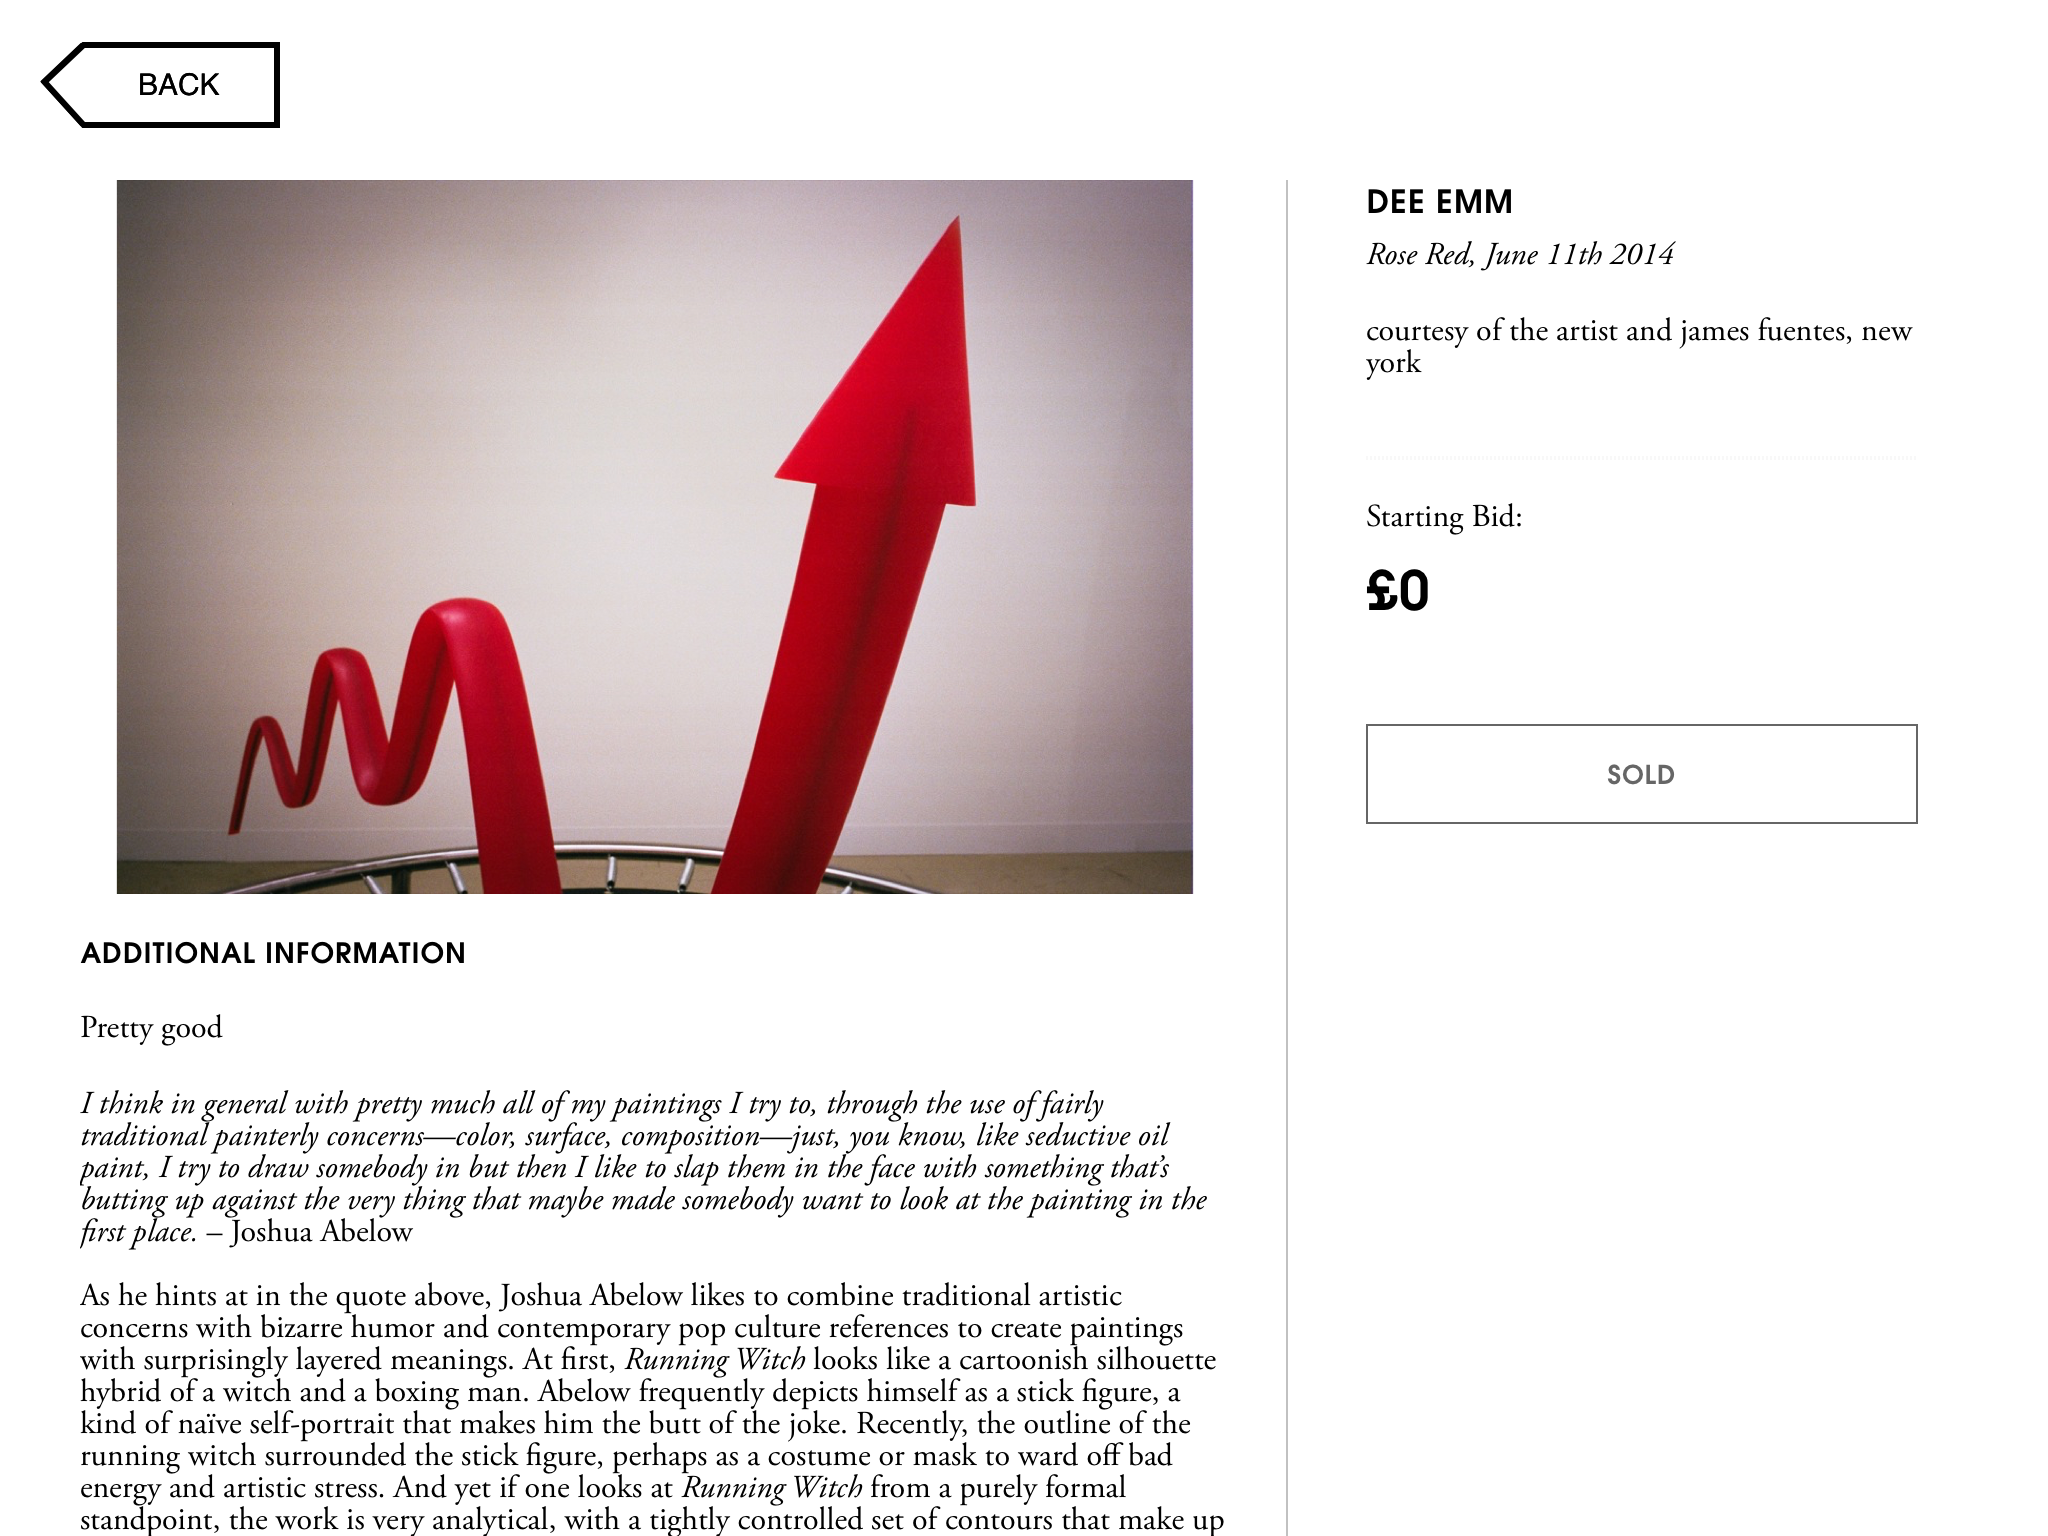 BACK
DEE EMM
Rose Red, June 11th 2014
courtesy of the artist and james fuentes, new
york
Starting Bid:
£0
SOLD
ADDITIONAL INFORMATION
Pretty good
I think in general with pretty much all of my paintings I try to, through the use of fairly
traditional painterly concerns—color, surface, composition—just, you know, like seductive oil
paint, I try to draw somebody in but then I like to slap them in the face with something that’s
butting up against the very thing that maybe made somebody want to look at the painting in the
first place. – Joshua Abelow
As he hints at in the quote above, Joshua Abelow likes to combine traditional artistic
concerns with bizarre humor and contemporary pop culture references to create paintings
with surprisingly layered meanings. At first, Running Witch looks like a cartoonish silhouette
hybrid of a witch and a boxing man. Abelow frequently depicts himself as a stick figure, a
kind of naïve self-portrait that makes him the butt of the joke. Recently, the outline of the
running witch surrounded the stick figure, perhaps as a costume or mask to ward off bad
energy and artistic stress. And yet if one looks at Running Witch from a purely formal
standpoint, the work is very analytical, with a tightly controlled set of contours that make up